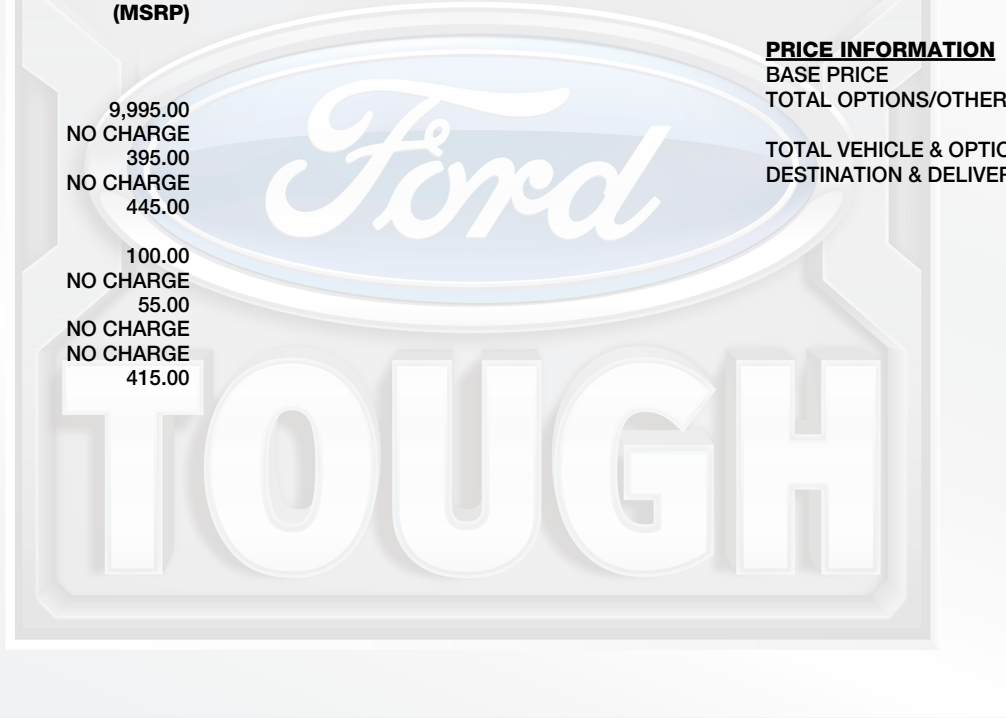 (MSRP)
9,995.00
NO CHARGE
395.00
NO CHARGE
445.00
100.00
NO CHARGE
55.00
NO CHARGE
NO CHARGE
415.00
PRICE INFORMATION
BASE PRICE
TOTAL OPTIONS/OTHER
TOTAL VEHICLE & OPTIO
DESTINATION & DELIVER
Ford
TOUGH